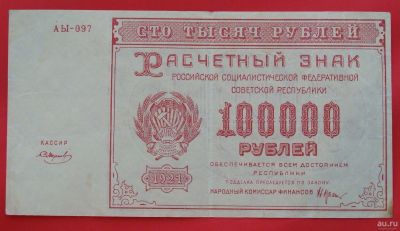 АЫ-097
СТО ТЫСЯЧ РУБЛЕЙ
РАСЧЕТНЫЙ ЗНАК
РОССИЙСКОЙ СОЦИАЛИСТИЧЕСКОЙ ФЕДЕРАТИВНОЙ
СОВЕТСКОЙ РЕСПУБЛИКИ
100000
РУБЛЕЙ
КАССИР
1921
ОБЕСПЕЧИВАЕТСЯ ВСЕМ ДОСТОЯНИЕМ
РЕСПУБЛИКИ
ПОДДЕЛКА ПРЕСЛЕДУЕТСЯ ПО ЗАКОНУ
НАРОДНЫЙ КОМИССАР ФИНАНСОВ
au.ru